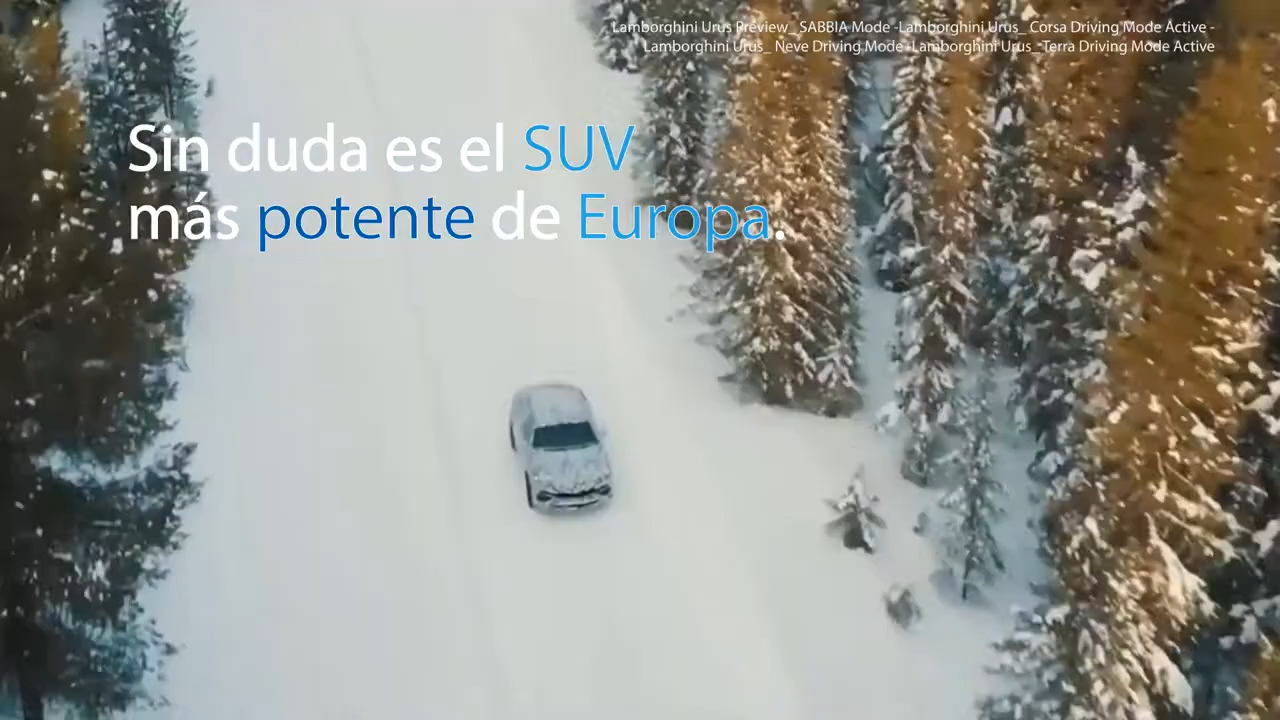 Lamborghini Urus Preview_ SABBIA Mode -Lamborghini Urus_ Corsa Driving Mode Active -
Lamborghini Urus_ Neve Driving Mode -Lamborghini Urus -Terra Driving Mode Active
Sin duda es el SUV
más potente de Europa.